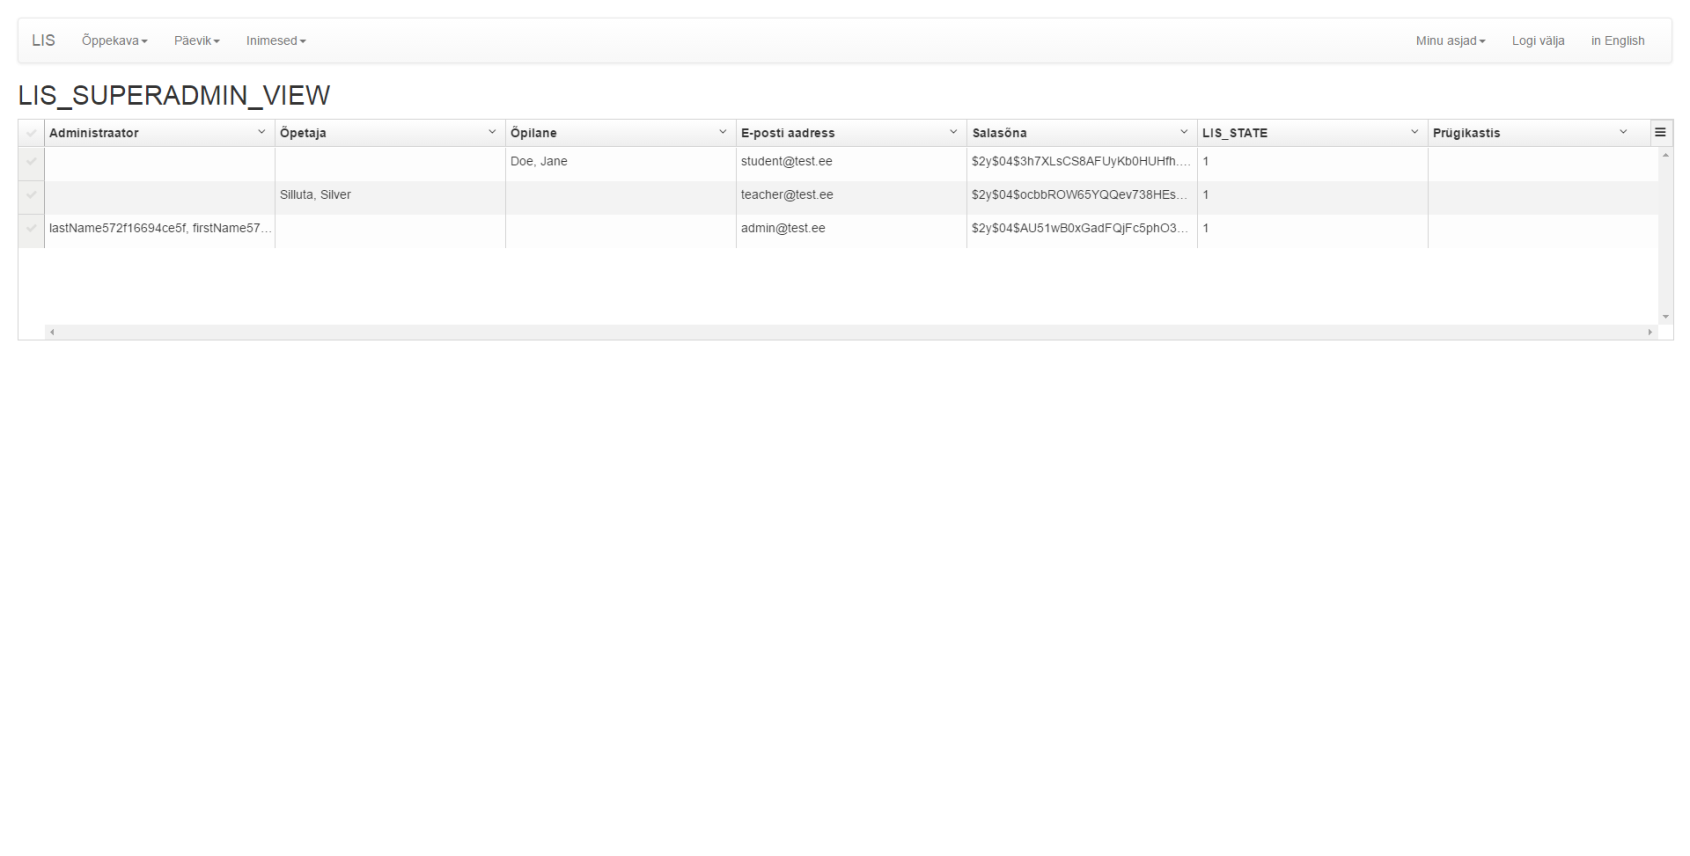 LIS Õppekava Päevik Inimesed Minu asjad Logi välja in English
LIS_SUPERADMIN_VIEW
Administraator Õpetaja Õpilane E-posti aadress Salasõna LIS_STATE Prügikastis
Doe, Jane student@test.ee $2y$04$3h7XLsCS8AFUyKb0HUHfh.... 1
Silluta, Silver teacher@test.ee $2y$04$ocbbROW65YQQev738HEs... 1
lastName572f16694ce5f, firstName57... admin@test.ee $2y$04$AU51wB0xGadFQjFc5phO3... 1